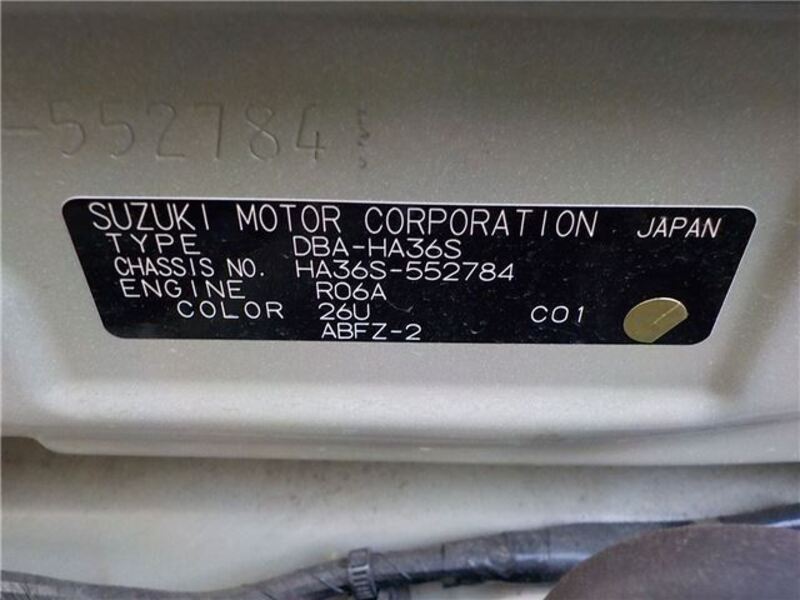 -552784
SUZUKI MOTOR CORPORATION JAPAN
TYPE DBA-HA36S
CHASSIS NO. HA36S-552784
ENGINE R06A
COLOR 26U C01
ABFZ-2